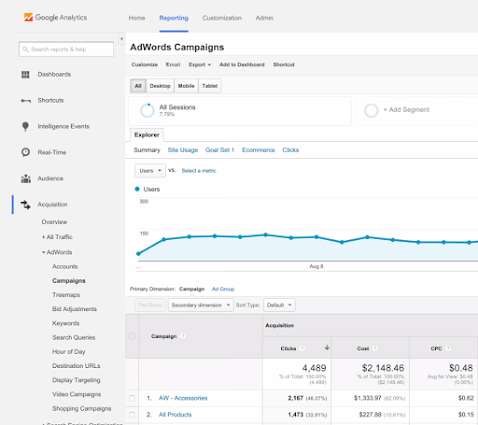 Google Analytics
Home Reporting Customization Admin
Search reports & help
Dashboards
Shortcuts
Intelligence Events
Real-Time
Audience
Acquisition
Overview
All Traffic
AdWords
Accounts
Campaigns
Treemaps
Bid Adjustments
Keywords
Search Queries
Hour of Day
Destination URLs
Display Targeting
Video Campaigns
Shopping Campaigns
AdWords Campaigns
Customize Email Export Add to Dashboard Shortcut
All Desktop Mobile Tablet
All Sessions
7.79%
+ Add Segment
Explorer
Summary Site Usage Goal Set 1 Ecommerce Clicks
Users VS. Select a metric
Users
300
150
... Aug 8
Primary Dimension: Campaign Ad Group
Plot Rows Secondary dimension Sort Type: Default
Campaign
Acquisition
Clicks Cost CPC
4,489 $2,148.46 $0.48
% of Total: 100.00% % of Total: 100.00% Avg for View: $0.48
(4,489) ($2,148.46) (0.00%)
1. AW - Accessories 2,167 (48.27%) $1,333.97 (62.09%) $0.62
2. All Products 1,473 (32.81%) $227.88 (10.61%) $0.15